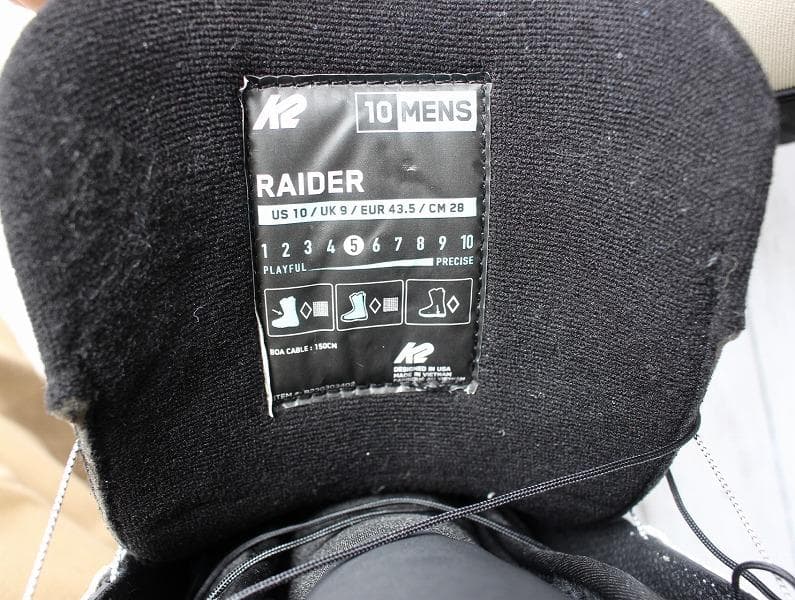 K2 10 MENS
RAIDER
US 10 / UK 9 / EUR 43.5 / CM 28
1 2 3 4 5 6 7 8 9 10
PLAYFUL PRECISE
BOA CABLE : 150CM
K2
DESIGNED IN USA
MADE IN VIETNAM
ITEM #: